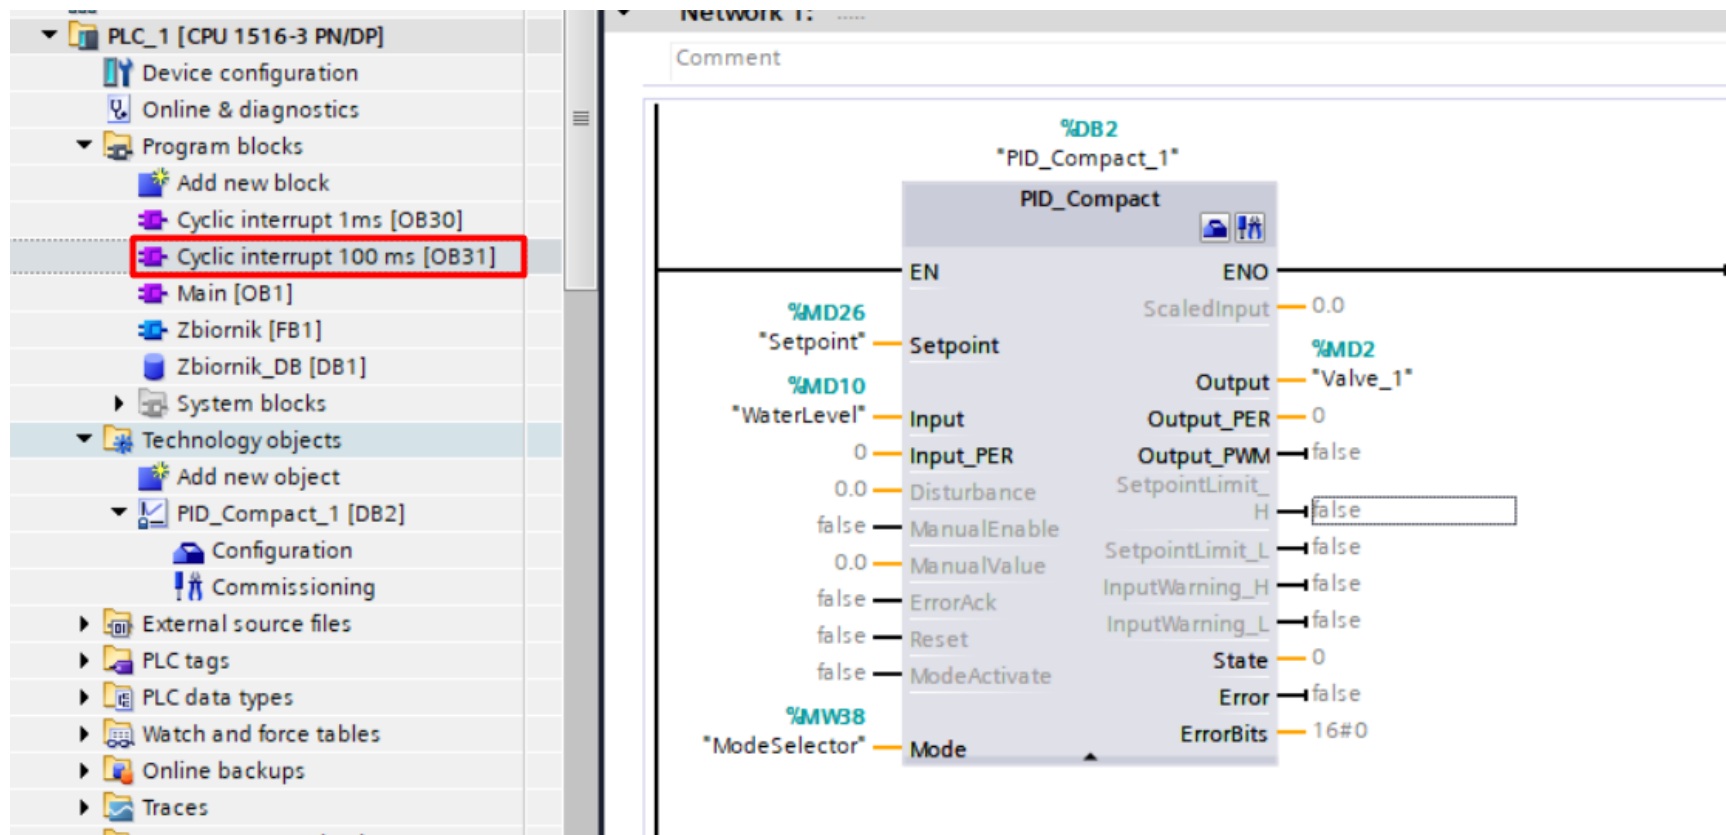 PLC_1 [CPU 1516-3 PN/DP]
Device configuration
Online & diagnostics
Program blocks
Add new block
Cyclic interrupt 1ms [OB30]
Cyclic interrupt 100 ms [OB31]
Main [OB1]
Zbiornik [FB1]
Zbiornik_DB [DB1]
System blocks
Technology objects
Add new object
PID_Compact_1 [DB2]
Configuration
Commissioning
External source files
PLC tags
PLC data types
Watch and force tables
Online backups
Traces
Network 1: .....
Comment
%DB2
"PID_Compact_1"
PID_Compact
EN ENO
ScaledInput 0.0
%MD26
"Setpoint" Setpoint
%MD2
Output "Valve_1"
%MD10
"WaterLevel" Input Output_PER 0
0 Input_PER Output_PWM false
0.0 Disturbance SetpointLimit_
H false
false ManualEnable
SetpointLimit_L false
0.0 ManualValue
InputWarning_H false
false ErrorAck
InputWarning_L false
false Reset
State 0
false ModeActivate
Error false
%MW38
ErrorBits 16#0
"ModeSelector" Mode